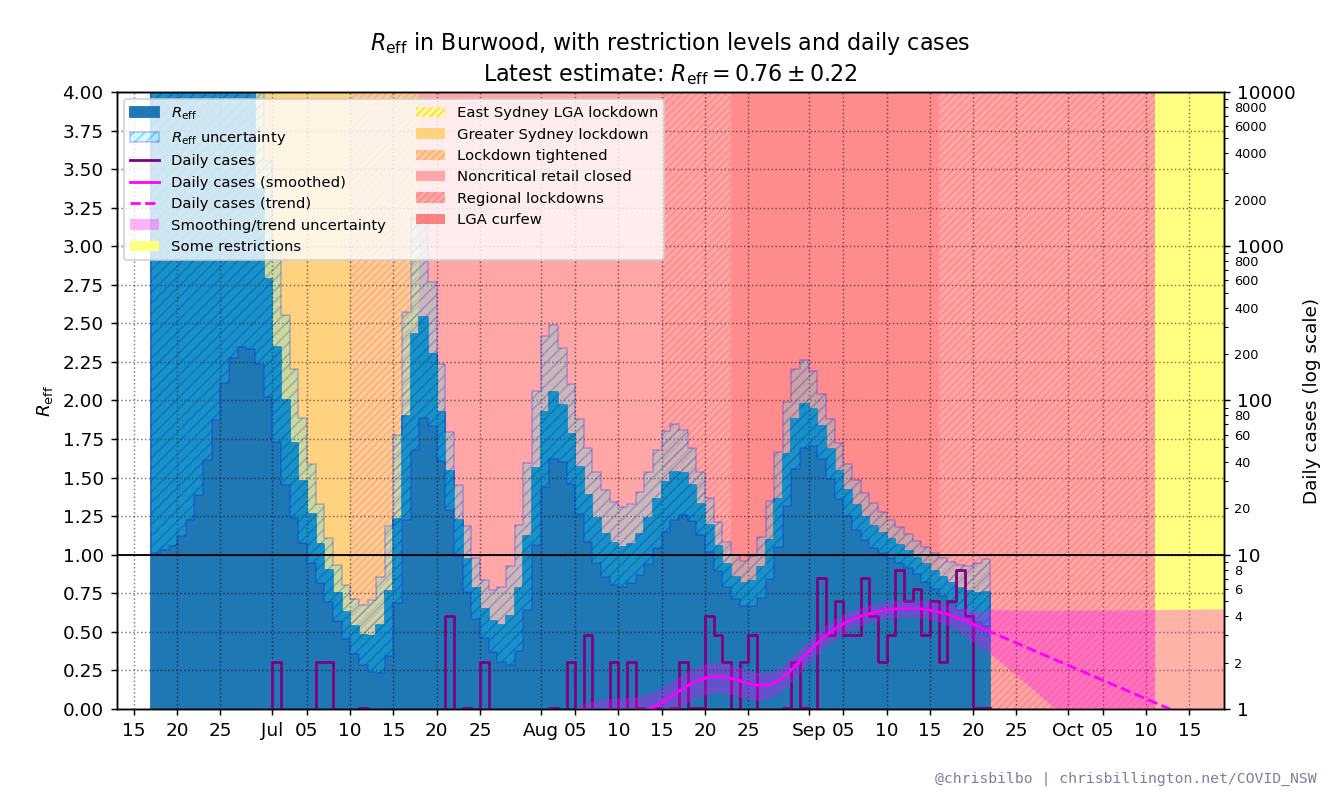 Reff in Burwood, with restriction levels and daily cases
Latest estimate: Reff = 0.76 ± 0.22
4.00
3.75
3.50
3.25
3.00
2.75
2.50
2.25
2.00
1.75
1.50
1.25
1.00
0.75
0.50
0.25
0.00
Reff
Reff
Reff uncertainty
Daily cases
Daily cases (smoothed)
Daily cases (trend)
Smoothing/trend uncertainty
Some restrictions
East Sydney LGA lockdown
Greater Sydney lockdown
Lockdown tightened
Noncritical retail closed
Regional lockdowns
LGA curfew
10000
8000
6000
4000
2000
1000
800
600
400
200
100
80
60
40
20
10
8
6
4
2
1
Daily cases (log scale)
15 20 25 Jul 05 10 15 20 25 Aug 05 10 15 20 25 Sep 05 10 15 20 25 Oct 05 10 15
@chrisbilbo | chrisbillington.net/COVID_NSW